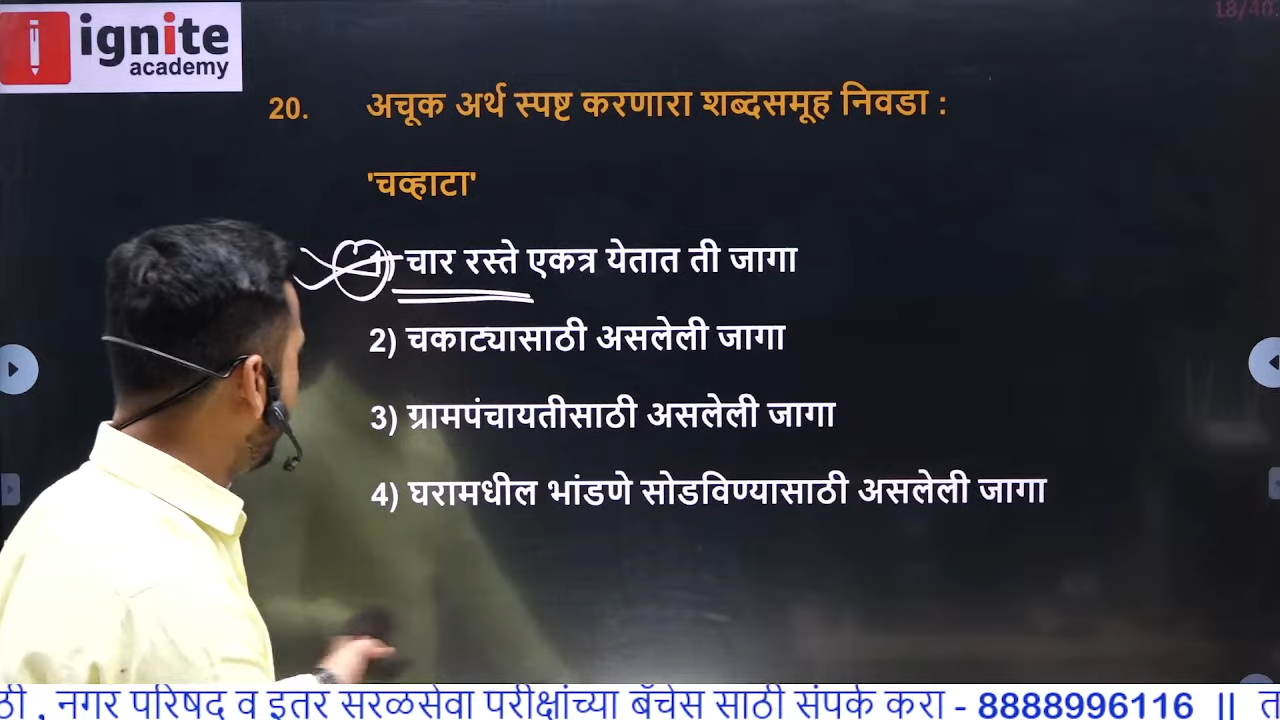 ignite
academy
18/40
20. अचूक अर्थ स्पष्ट करणारा शब्दसमूह निवडा :
'चव्हाटा'
1) चार रस्ते एकत्र येतात ती जागा
2) चकाट्यासाठी असलेली जागा
3) ग्रामपंचायतीसाठी असलेली जागा
4) घरामधील भांडणे सोडविण्यासाठी असलेली जागा
, नगर परिषद व इतर सरळसेवा परीक्षांच्या बॅचेस साठी संपर्क करा - 8888996116 ||